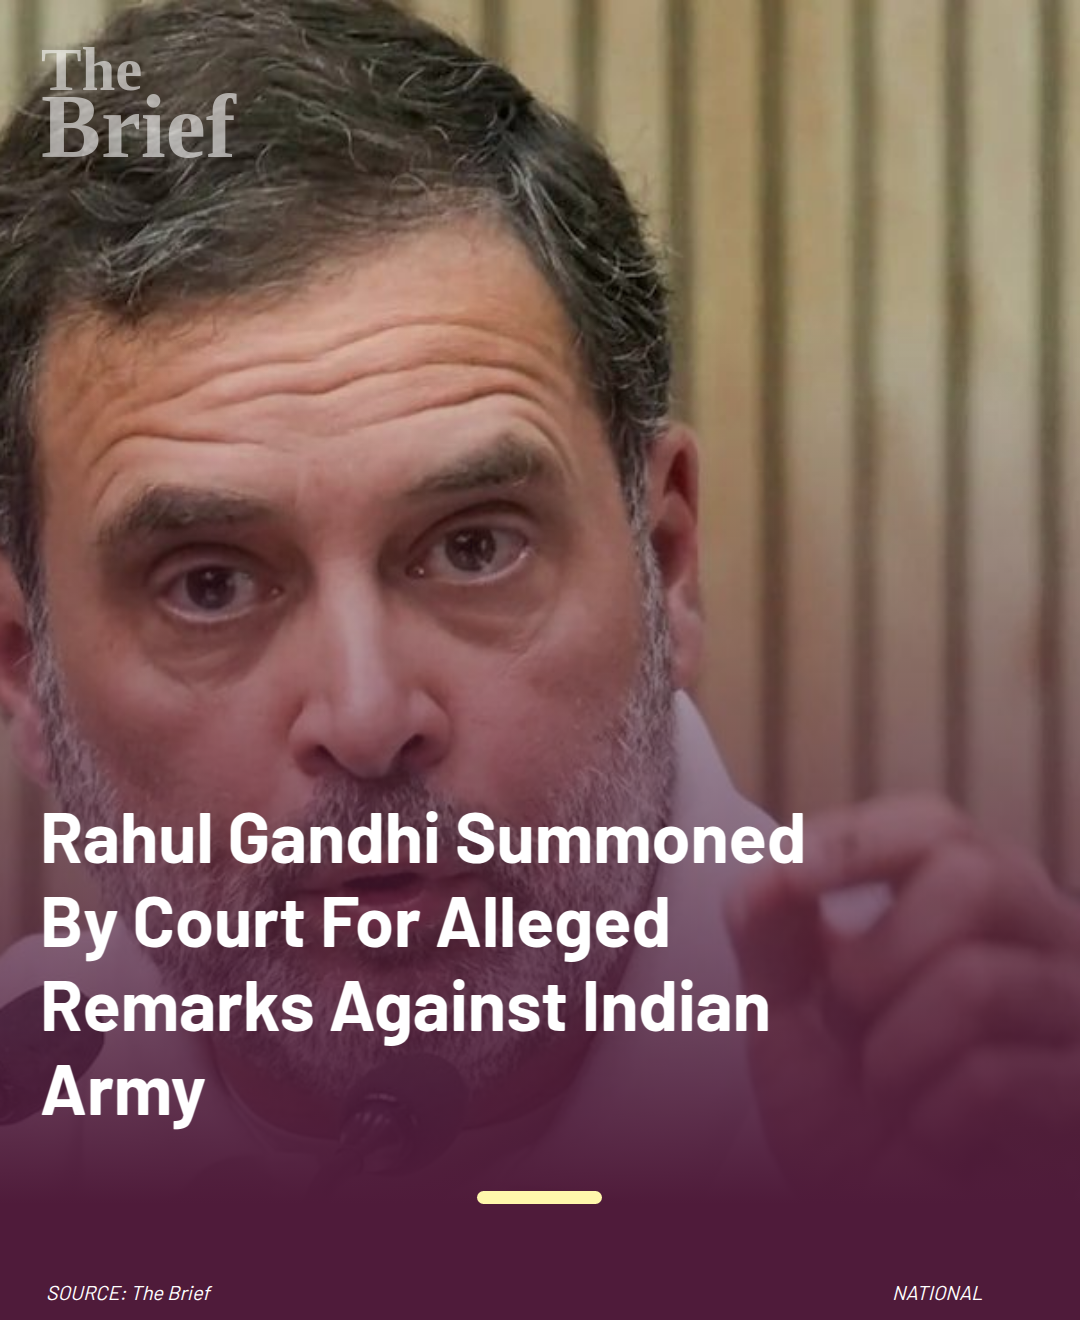 The
Brief
Rahul Gandhi Summoned
By Court For Alleged
Remarks Against Indian
Army
SOURCE: The Brief
NATIONAL